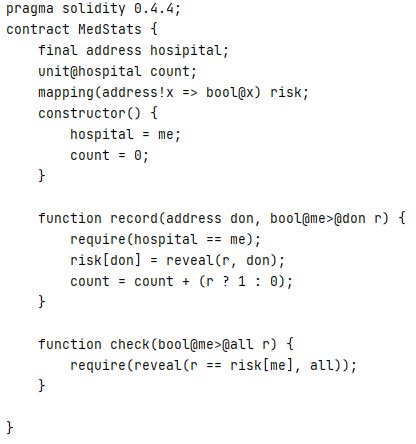 pragma solidity 0.4.4;
contract MedStats {
    final address hosipital;
    unit@hospital count;
    mapping(address!x => bool@x) risk;
    constructor() {
        hospital = me;
        count = 0;
    }

    function record(address don, bool@me>@don r) {
        require(hospital == me);
        risk[don] = reveal(r, don);
        count = count + (r ? 1 : 0);
    }

    function check(bool@me>@all r) {
        require(reveal(r == risk[me], all));
    }

}